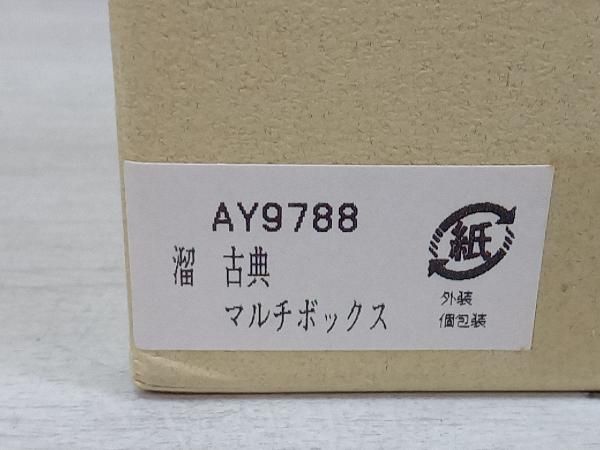 AY9788
溜 古典
マルチボックス
紙
外装
個包装